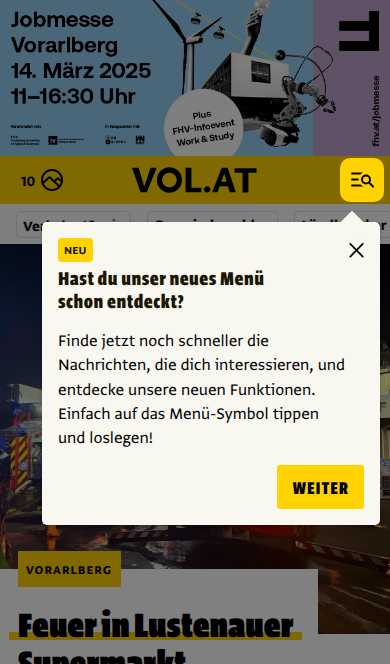 Jobmesse
Vorarlberg
14. März 2025
11–16:30 Uhr
Plus
FHV-Infoevent
Work & Study
fhv.at/jobmesse
10
VOL.AT
NEU
Hast du unser neues Menü
schon entdeckt?
Finde jetzt noch schneller die
Nachrichten, die dich interessieren, und
entdecke unsere neuen Funktionen.
Einfach auf das Menü-Symbol tippen
und loslegen!
WEITER
VORARLBERG
Feuer in Lustenauer
Supermarkt